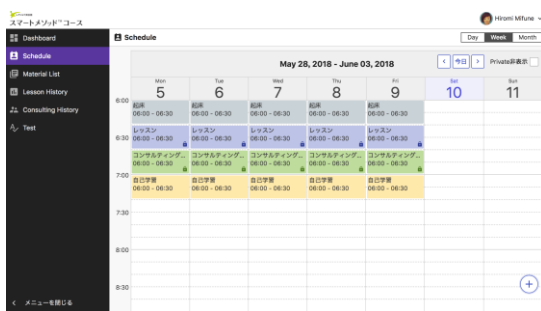 スマートメソッド™コース
Hiromi Mifune
Dashboard
Schedule
Material List
Lesson History
Consulting History
Test
メニューを閉じる
Schedule
Day Week Month
May 28, 2018 - June 03, 2018
今日
Private非表示
Mon Tue Wed Thu Fri Sat Sun
5 6 7 8 9 10 11
6:00
起床 起床 起床 起床 起床
06:00 - 06:30 06:00 - 06:30 06:00 - 06:30 06:00 - 06:30 06:00 - 06:30
レッスン レッスン レッスン レッスン レッスン
6:30
06:00 - 06:30 06:00 - 06:30 06:00 - 06:30 06:00 - 06:30 06:00 - 06:30
コンサルティング... コンサルティング... コンサルティング... コンサルティング... コンサルティング...
06:00 - 06:30 06:00 - 06:30 06:00 - 06:30 06:00 - 06:30 06:00 - 06:30
7:00
自己学習 自己学習 自己学習 自己学習 自己学習
06:00 - 06:30 06:00 - 06:30 06:00 - 06:30 06:00 - 06:30 06:00 - 06:30
7:30
8:00
8:30